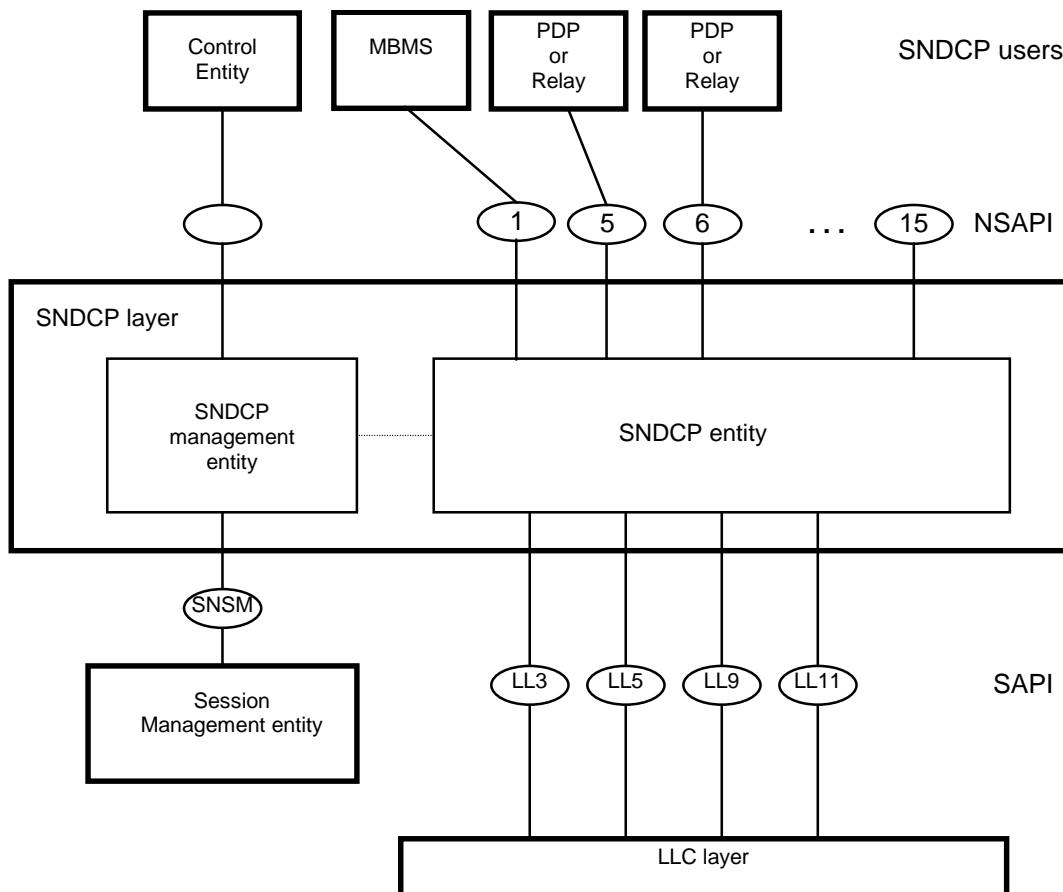 Control
Entity
MBMS
PDP
or
Relay
PDP
or
Relay
SNDCP users
1
5
6
. . .
15
NSAPI
SNDCP layer
SNDCP
management
entity
SNDCP entity
SNSM
LL3
LL5
LL9
LL11
SAPI
Session
Management entity
LLC layer